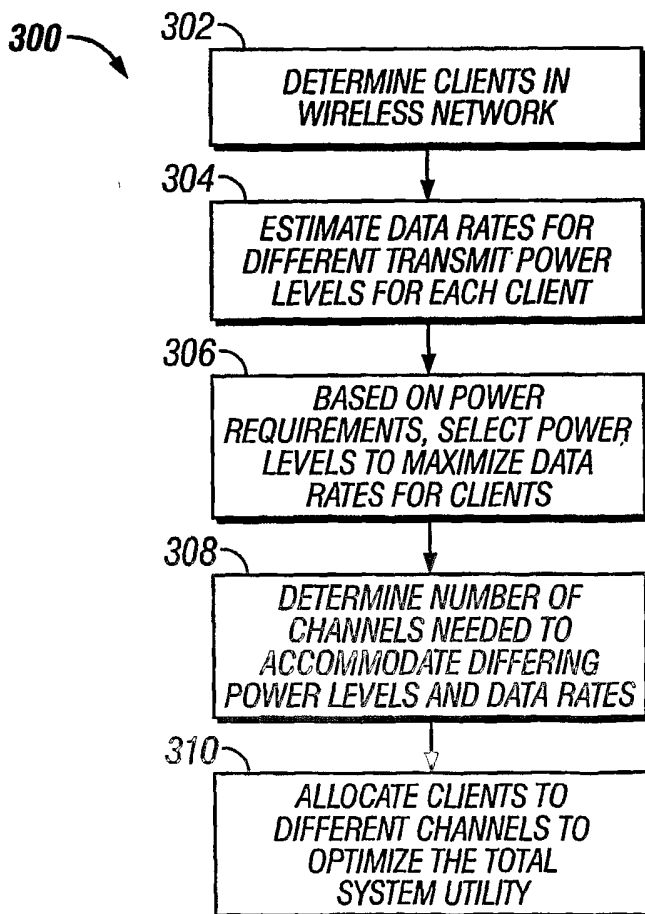 300
302
DETERMINE CLIENTS IN
WIRELESS NETWORK
304
ESTIMATE DATA RATES FOR
DIFFERENT TRANSMIT POWER
LEVELS FOR EACH CLIENT
306
BASED ON POWER
REQUIREMENTS, SELECT POWER
LEVELS TO MAXIMIZE DATA
RATES FOR CLIENTS
308
DETERMINE NUMBER OF
CHANNELS NEEDED TO
ACCOMMODATE DIFFERING
POWER LEVELS AND DATA RATES
310
ALLOCATE CLIENTS TO
DIFFERENT CHANNELS TO
OPTIMIZE THE TOTAL
SYSTEM UTILITY